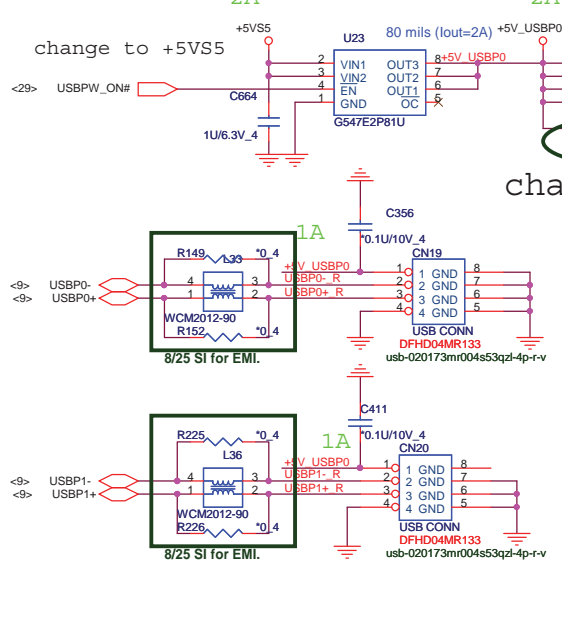 2A
2A
+5VS5
U23
80 mils (Iout=2A)
+5V_USBP0
change to +5VS5
2 VIN1 OUT3 8 +5V_USBP0
3 VIN2 OUT2 7
<29> USBPW_ON# 4 EN OUT1 6
C664 1 GND OC 5
1U/6.3V_4
G547E2P81U
cha
C356
1A
*0.1U/10V_4
CN19
R149 L33 *0_4
+5V_USBP0 1 1 GND 8
<9> USBP0- 4 3 USBP0-_R 2 2 GND 7
<9> USBP0+ 1 2 USBP0+_R 3 3 GND 6
4 4 GND 5
WCM2012-90
R152 *0_4
USB CONN
DFHD04MR133
usb-020173mr004s53qzl-4p-r-v
8/25 SI for EMI.
C411
1A
*0.1U/10V_4
CN20
R225 *0_4
L36
+5V_USBP0 1 1 GND 8
<9> USBP1- 4 3 USBP1-_R 2 2 GND 7
<9> USBP1+ 1 2 USBP1+_R 3 3 GND 6
4 4 GND 5
WCM2012-90
R226 *0_4
USB CONN
DFHD04MR133
usb-020173mr004s53qzl-4p-r-v
8/25 SI for EMI.